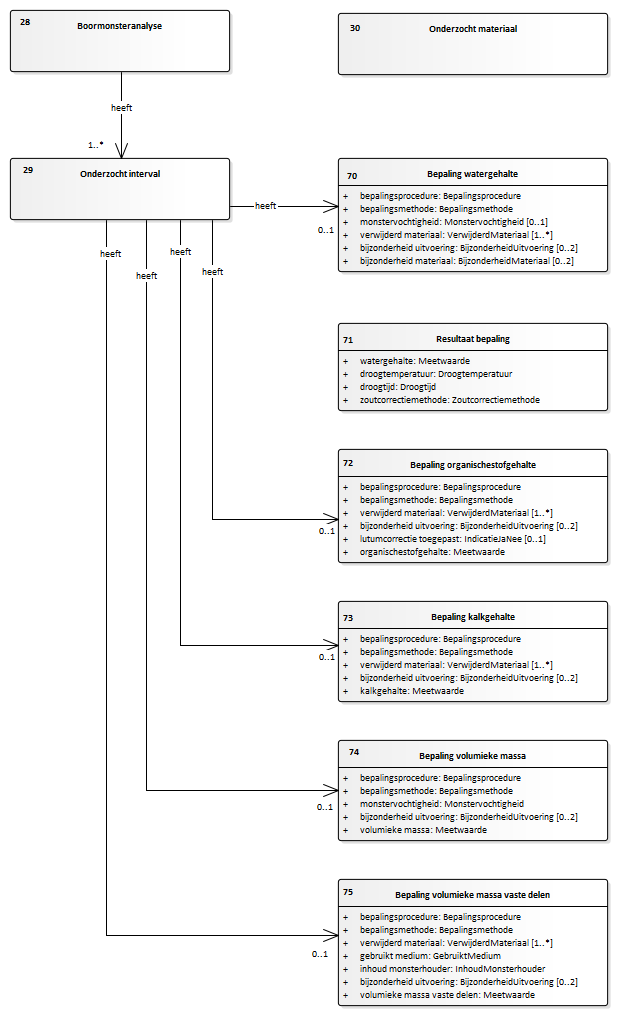 28 Boormonsteranalyse
30 Onderzocht materiaal
heeft
1..*
29 Onderzocht interval
heeft
0..1
70 Bepaling watergehalte
+ bepalingsprocedure: Bepalingsprocedure
+ bepalingsmethode: Bepalingsmethode
+ monstervochtigheid: Monstervochtigheid [0..1]
+ verwijderd materiaal: VerwijderdMateriaal [1..*]
+ bijzonderheid uitvoering: BijzonderheidUitvoering [0..2]
+ bijzonderheid materiaal: BijzonderheidMateriaal [0..2]
heeft
heeft
heeft
heeft
71 Resultaat bepaling
+ watergehalte: Meetwaarde
+ droogtemperatuur: Droogtemperatuur
+ droogtijd: Droogtijd
+ zoutcorrectiemethode: Zoutcorrectiemethode
72 Bepaling organischestofgehalte
+ bepalingsprocedure: Bepalingsprocedure
+ bepalingsmethode: Bepalingsmethode
+ verwijderd materiaal: VerwijderdMateriaal [1..*]
+ bijzonderheid uitvoering: BijzonderheidUitvoering [0..2]
+ lutumcorrectie toegepast: IndicatieJaNee [0..1]
+ organischestofgehalte: Meetwaarde
0..1
73 Bepaling kalkgehalte
+ bepalingsprocedure: Bepalingsprocedure
+ bepalingsmethode: Bepalingsmethode
+ verwijderd materiaal: VerwijderdMateriaal [1..*]
+ bijzonderheid uitvoering: BijzonderheidUitvoering [0..2]
+ kalkgehalte: Meetwaarde
0..1
74 Bepaling volumieke massa
+ bepalingsprocedure: Bepalingsprocedure
+ bepalingsmethode: Bepalingsmethode
+ monstervochtigheid: Monstervochtigheid
+ bijzonderheid uitvoering: BijzonderheidUitvoering [0..2]
+ volumieke massa: Meetwaarde
0..1
75 Bepaling volumieke massa vaste delen
+ bepalingsprocedure: Bepalingsprocedure
+ bepalingsmethode: Bepalingsmethode
+ verwijderd materiaal: VerwijderdMateriaal [1..*]
+ gebruikt medium: GebruiktMedium
+ inhoud monsterhouder: InhoudMonsterhouder
+ bijzonderheid uitvoering: BijzonderheidUitvoering [0..2]
+ volumieke massa vaste delen: Meetwaarde
0..1